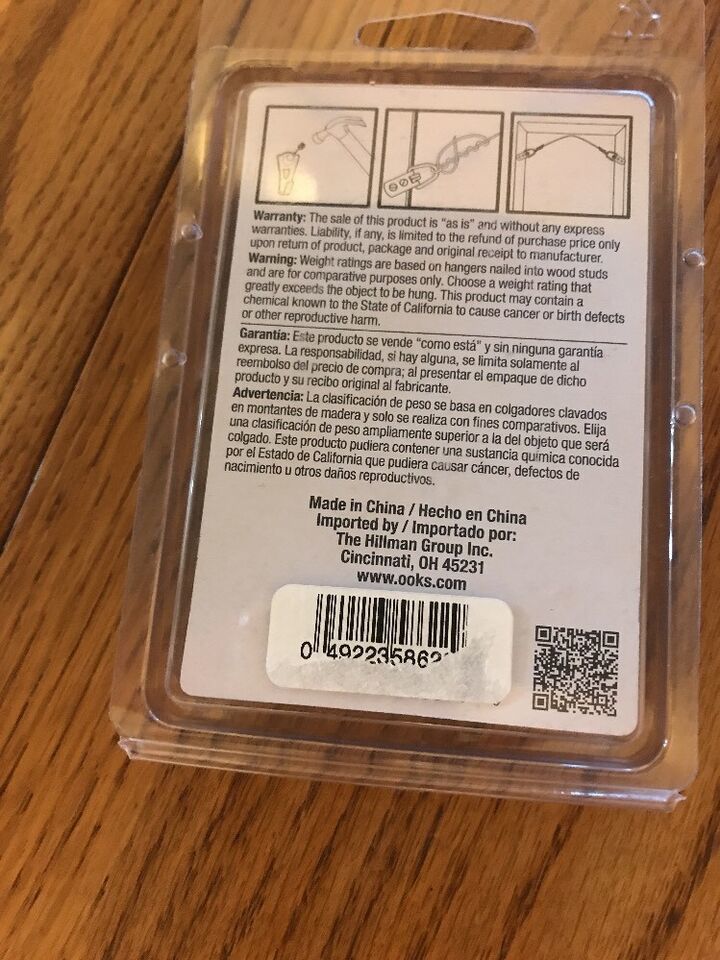 Warranty: The sale of this product is "as is" and without any express
warranties. Liability, if any, is limited to the refund of purchase price only
upon return of product, package and original receipt to manufacturer.
Warning: Weight ratings are based on hangers nailed into wood studs
and are for comparative purposes only. Choose a weight rating that
greatly exceeds the object to be hung. This product may contain a
chemical known to the State of California to cause cancer or birth defects
or other reproductive harm.
Garantía: Este producto se vende "como está" y sin ninguna garantía
expresa. La responsabilidad, si hay alguna, se limita solamente al
reembolso del precio de compra; al presentar el empaque de dicho
producto y su recibo original al fabricante.
Advertencia: La clasificación de peso se basa en colgadores clavados
en montantes de madera y solo se realiza con fines comparativos. Elija
una clasificación de peso ampliamente superior a la del objeto que será
colgado. Este producto pudiera contener una sustancia química conocida
por el Estado de California que pudiera causar cáncer, defectos de
nacimiento u otros daños reproductivos.
Made in China / Hecho en China
Imported by / Importado por:
The Hillman Group Inc.
Cincinnati, OH 45231
www.ooks.com
0 492235862